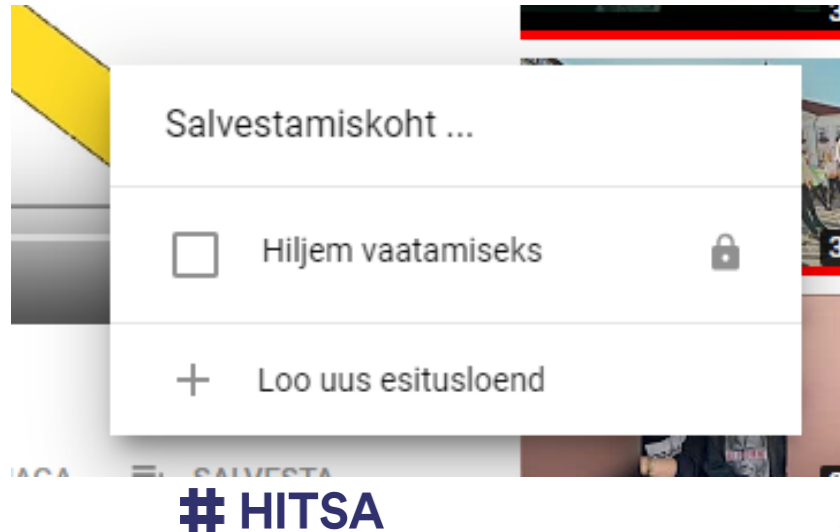 Salvestamiskoht ...
Hiljem vaatamiseks
Loo uus esitusloend
SALVESTA
# HITSA